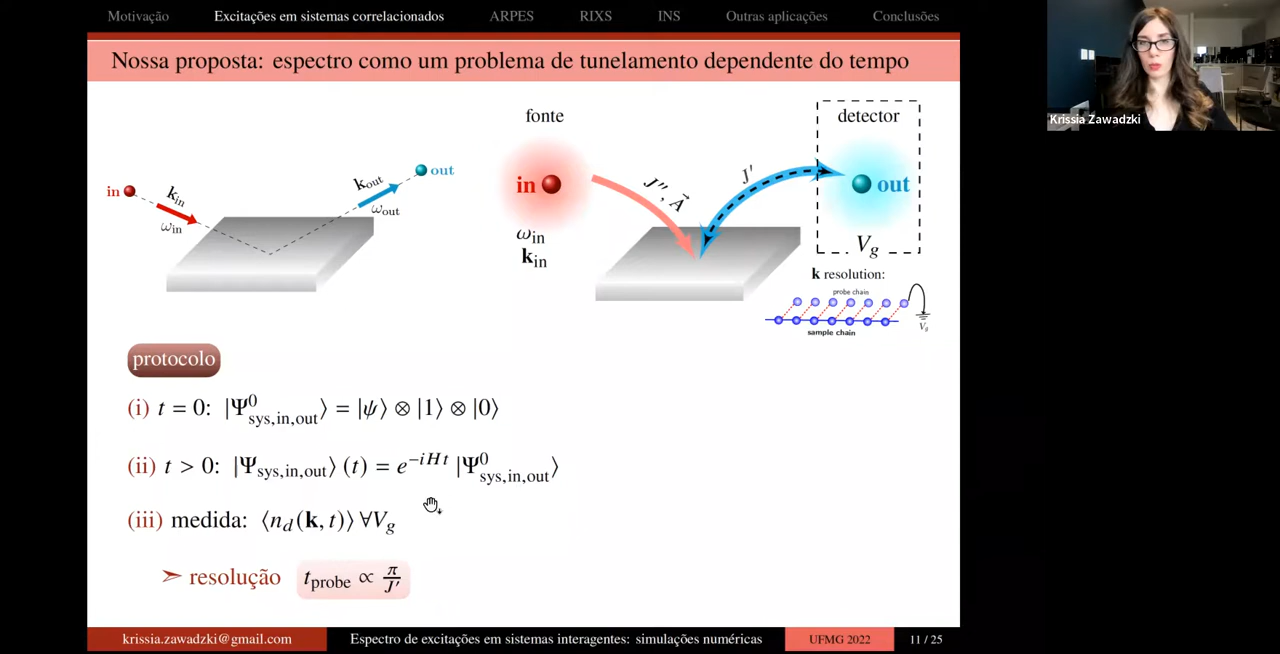 Motivação Excitações em sistemas correlacionados ARPES RIXS INS Outras aplicações Conclusões
Nossa proposta: espectro como um problema de tunelamento dependente do tempo
in
k_in
ω_in
k_out
ω_out
out
fonte
in
ω_in
k_in
J″, A⃗
J′
detector
out
V_g
k resolution:
probe chain
sample chain
V_g
protocolo
(i) t = 0: |Ψ⁰_sys,in,out⟩ = |ψ⟩ ⊗ |1⟩ ⊗ |0⟩
(ii) t > 0: |Ψ_sys,in,out⟩ (t) = e^{−iHt} |Ψ⁰_sys,in,out⟩
(iii) medida: ⟨n_d(k, t)⟩ ∀V_g
➣ resolução t_probe ∝ π/J′
krissia.zawadzki@gmail.com Espectro de excitações em sistemas interagentes: simulações numéricas UFMG 2022 11 / 25
Krissia Zawadzki